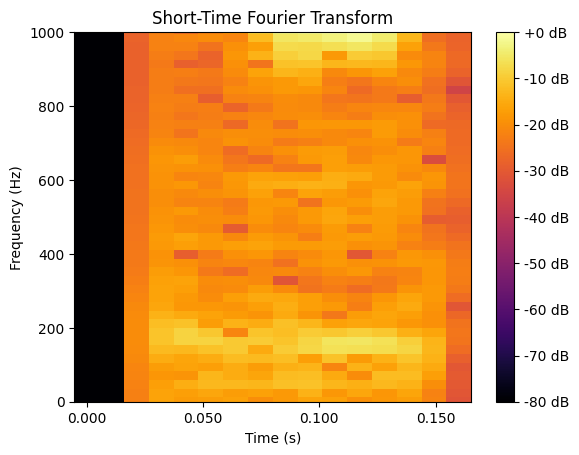 Short-Time Fourier Transform
1000
800
600
400
200
0
Frequency (Hz)
0.000
0.050
0.100
0.150
Time (s)
+0 dB
-10 dB
-20 dB
-30 dB
-40 dB
-50 dB
-60 dB
-70 dB
-80 dB